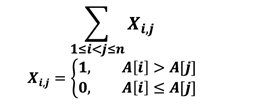 ∑ X_{i,j}
1≤i<j≤n
X_{i,j} = {1, A[i] > A[j]
{0, A[i] ≤ A[j]